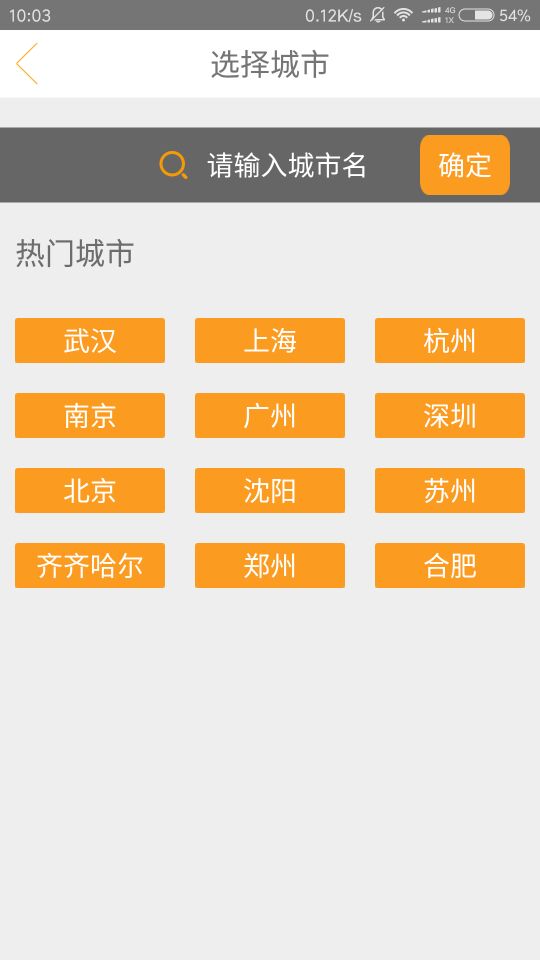 10:03 0.12K/s 4G 1X 54%
选择城市
请输入城市名 确定
热门城市
武汉 上海 杭州
南京 广州 深圳
北京 沈阳 苏州
齐齐哈尔 郑州 合肥